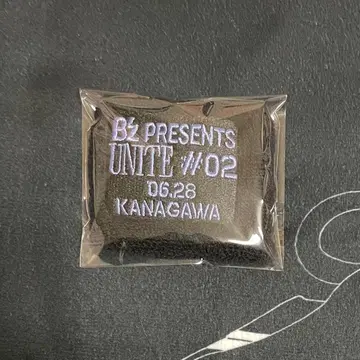 B'z PRESENTS
UNITE #02
06.28
KANAGAWA